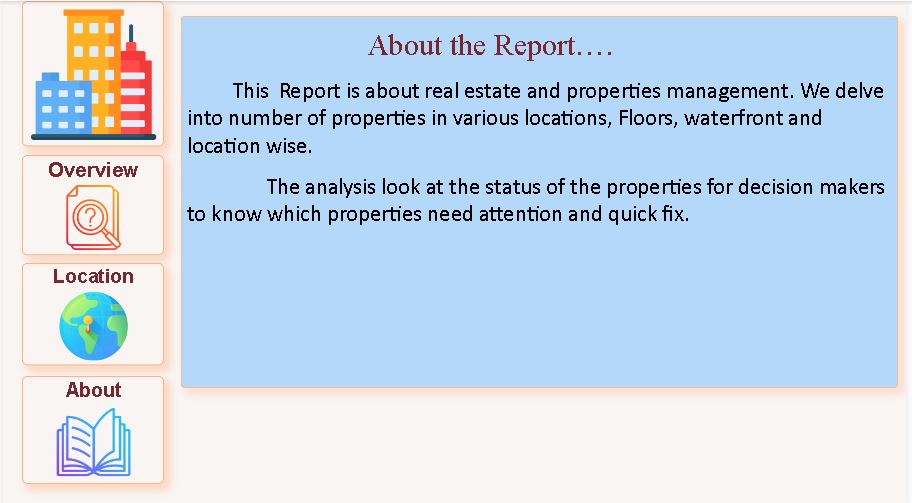 About the Report....
This Report is about real estate and properties management. We delve
into number of properties in various locations, Floors, waterfront and
location wise.
The analysis look at the status of the properties for decision makers
to know which properties need attention and quick fix.
Overview
Location
About